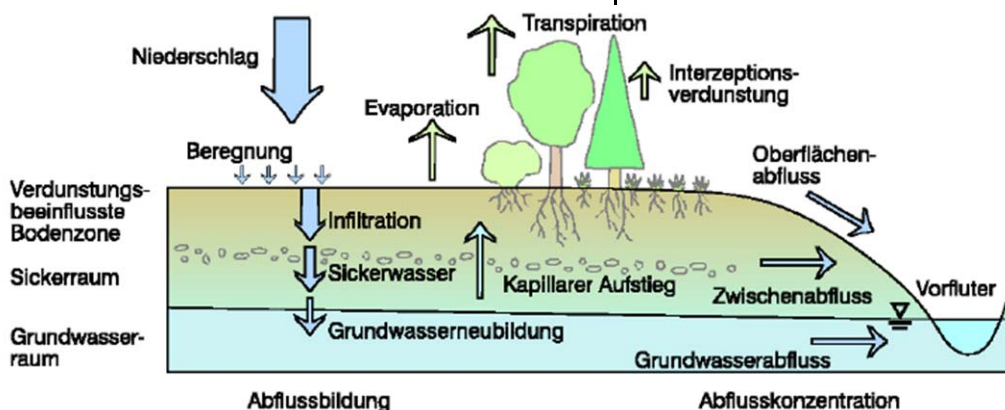 Niederschlag
Transpiration
Interzeptions-
verdunstung
Evaporation
Beregnung
Oberflächen-
abfluss
Verdunstungs-
beeinflusste
Bodenzone
Infiltration
Sickerraum
Sickerwasser
Kapillarer Aufstieg
Zwischenabfluss
Vorfluter
Grundwasser-
raum
Grundwasserneubildung
Grundwasserabfluss
Abflussbildung
Abflusskonzentration